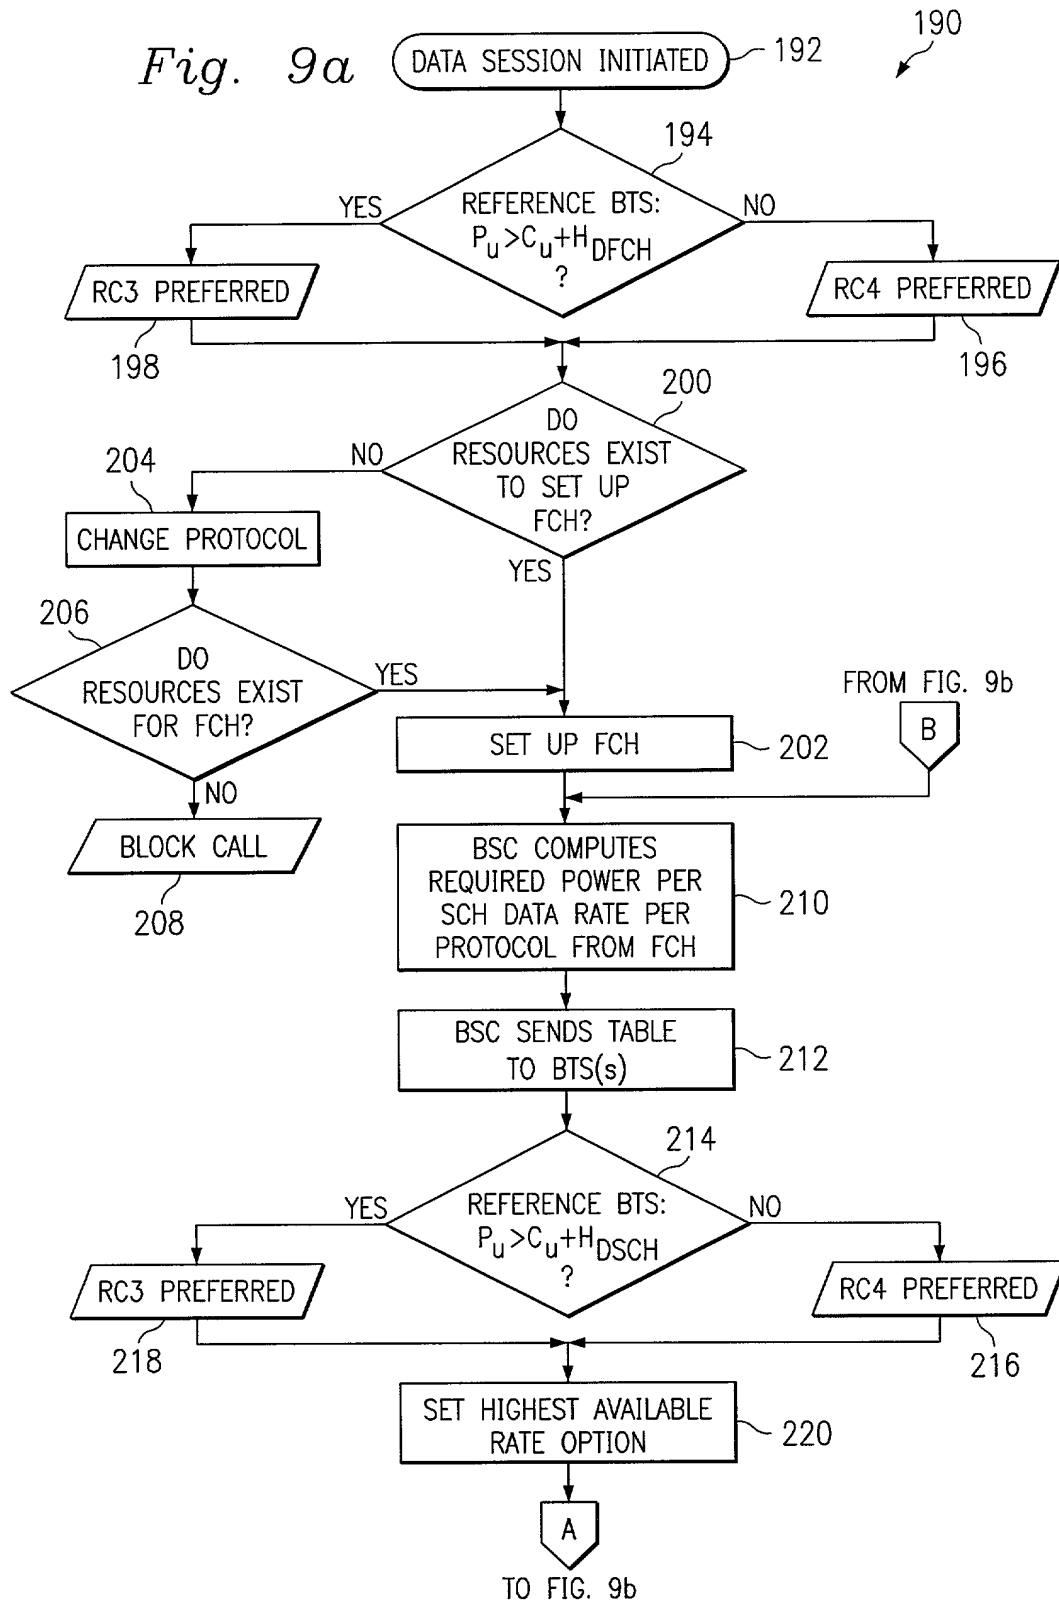 Fig. 9a
DATA SESSION INITIATED
192
190
194
YES
REFERENCE BTS:
NO
Pu>Cu+HDFCH
?
RC3 PREFERRED
RC4 PREFERRED
198
196
200
DO
RESOURCES EXIST
TO SET UP
FCH?
NO
YES
204
CHANGE PROTOCOL
206
DO
RESOURCES EXIST
FOR FCH?
YES
NO
FROM FIG. 9b
B
SET UP FCH
202
BLOCK CALL
208
BSC COMPUTES
REQUIRED POWER PER
SCH DATA RATE PER
PROTOCOL FROM FCH
210
BSC SENDS TABLE
TO BTS(s)
212
214
YES
REFERENCE BTS:
NO
Pu>Cu+HDSCH
?
RC3 PREFERRED
RC4 PREFERRED
218
216
SET HIGHEST AVAILABLE
RATE OPTION
220
A
TO FIG. 9b